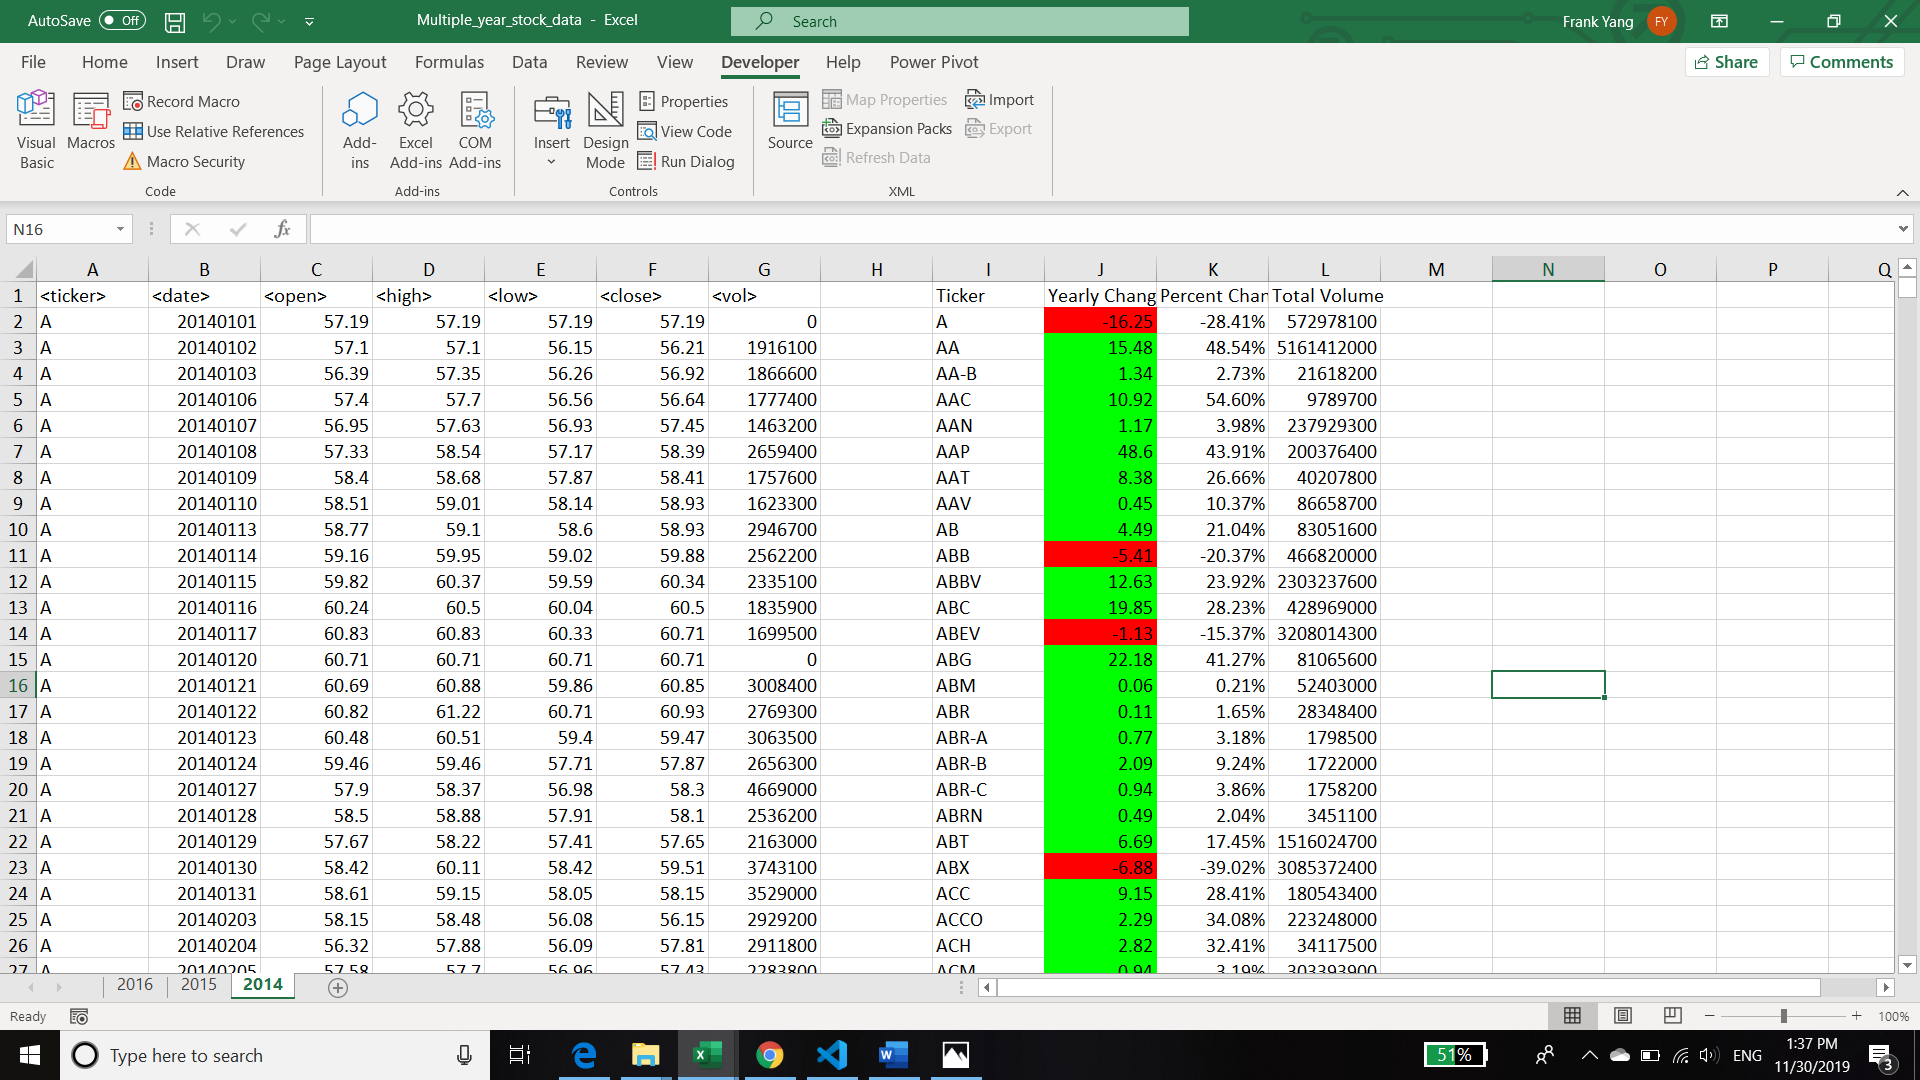 AutoSave Off Multiple_year_stock_data - Excel Search Frank Yang FY
File Home Insert Draw Page Layout Formulas Data Review View Developer Help Power Pivot Share Comments
Visual Basic Macros Record Macro Use Relative References Macro Security
Add-ins Excel Add-ins COM Add-ins
Insert Design Mode Properties View Code Run Dialog
Source Map Properties Expansion Packs Refresh Data Import Export
Code Add-ins Controls XML
N16 fx
A B C D E F G H I J K L M N O P Q
1 <ticker> <date> <open> <high> <low> <close> <vol> Ticker Yearly Chang Percent Chan Total Volume
2 A 20140101 57.19 57.19 57.19 57.19 0 A -16.25 -28.41% 572978100
3 A 20140102 57.1 57.1 56.15 56.21 1916100 AA 15.48 48.54% 5161412000
4 A 20140103 56.39 57.35 56.26 56.92 1866600 AA-B 1.34 2.73% 21618200
5 A 20140106 57.4 57.7 56.56 56.64 1777400 AAC 10.92 54.60% 9789700
6 A 20140107 56.95 57.63 56.93 57.45 1463200 AAN 1.17 3.98% 237929300
7 A 20140108 57.33 58.54 57.17 58.39 2659400 AAP 48.6 43.91% 200376400
8 A 20140109 58.4 58.68 57.87 58.41 1757600 AAT 8.38 26.66% 40207800
9 A 20140110 58.51 59.01 58.14 58.93 1623300 AAV 0.45 10.37% 86658700
10 A 20140113 58.77 59.1 58.6 58.93 2946700 AB 4.49 21.04% 83051600
11 A 20140114 59.16 59.95 59.02 59.88 2562200 ABB -5.41 -20.37% 466820000
12 A 20140115 59.82 60.37 59.59 60.34 2335100 ABBV 12.63 23.92% 2303237600
13 A 20140116 60.24 60.5 60.04 60.5 1835900 ABC 19.85 28.23% 428969000
14 A 20140117 60.83 60.83 60.33 60.71 1699500 ABEV -1.13 -15.37% 3208014300
15 A 20140120 60.71 60.71 60.71 60.71 0 ABG 22.18 41.27% 81065600
16 A 20140121 60.69 60.88 59.86 60.85 3008400 ABM 0.06 0.21% 52403000
17 A 20140122 60.82 61.22 60.71 60.93 2769300 ABR 0.11 1.65% 28348400
18 A 20140123 60.48 60.51 59.4 59.47 3063500 ABR-A 0.77 3.18% 1798500
19 A 20140124 59.46 59.46 57.71 57.87 2656300 ABR-B 2.09 9.24% 1722000
20 A 20140127 57.9 58.37 56.98 58.3 4669000 ABR-C 0.94 3.86% 1758200
21 A 20140128 58.5 58.88 57.91 58.1 2536200 ABRN 0.49 2.04% 3451100
22 A 20140129 57.67 58.22 57.41 57.65 2163000 ABT 6.69 17.45% 1516024700
23 A 20140130 58.42 60.11 58.42 59.51 3743100 ABX -6.88 -39.02% 3085372400
24 A 20140131 58.61 59.15 58.05 58.15 3529000 ACC 9.15 28.41% 180543400
25 A 20140203 58.15 58.48 56.08 56.15 2929200 ACCO 2.29 34.08% 223248000
26 A 20140204 56.32 57.88 56.09 57.81 2911800 ACH 2.82 32.41% 34117500
27 A 20140205 57.58 57.7 56.96 57.43 2283800 ACM 0.94 3.19% 303393900
2016 2015 2014
Ready 100%
Type here to search 51% ENG 1:37 PM
11/30/2019 3